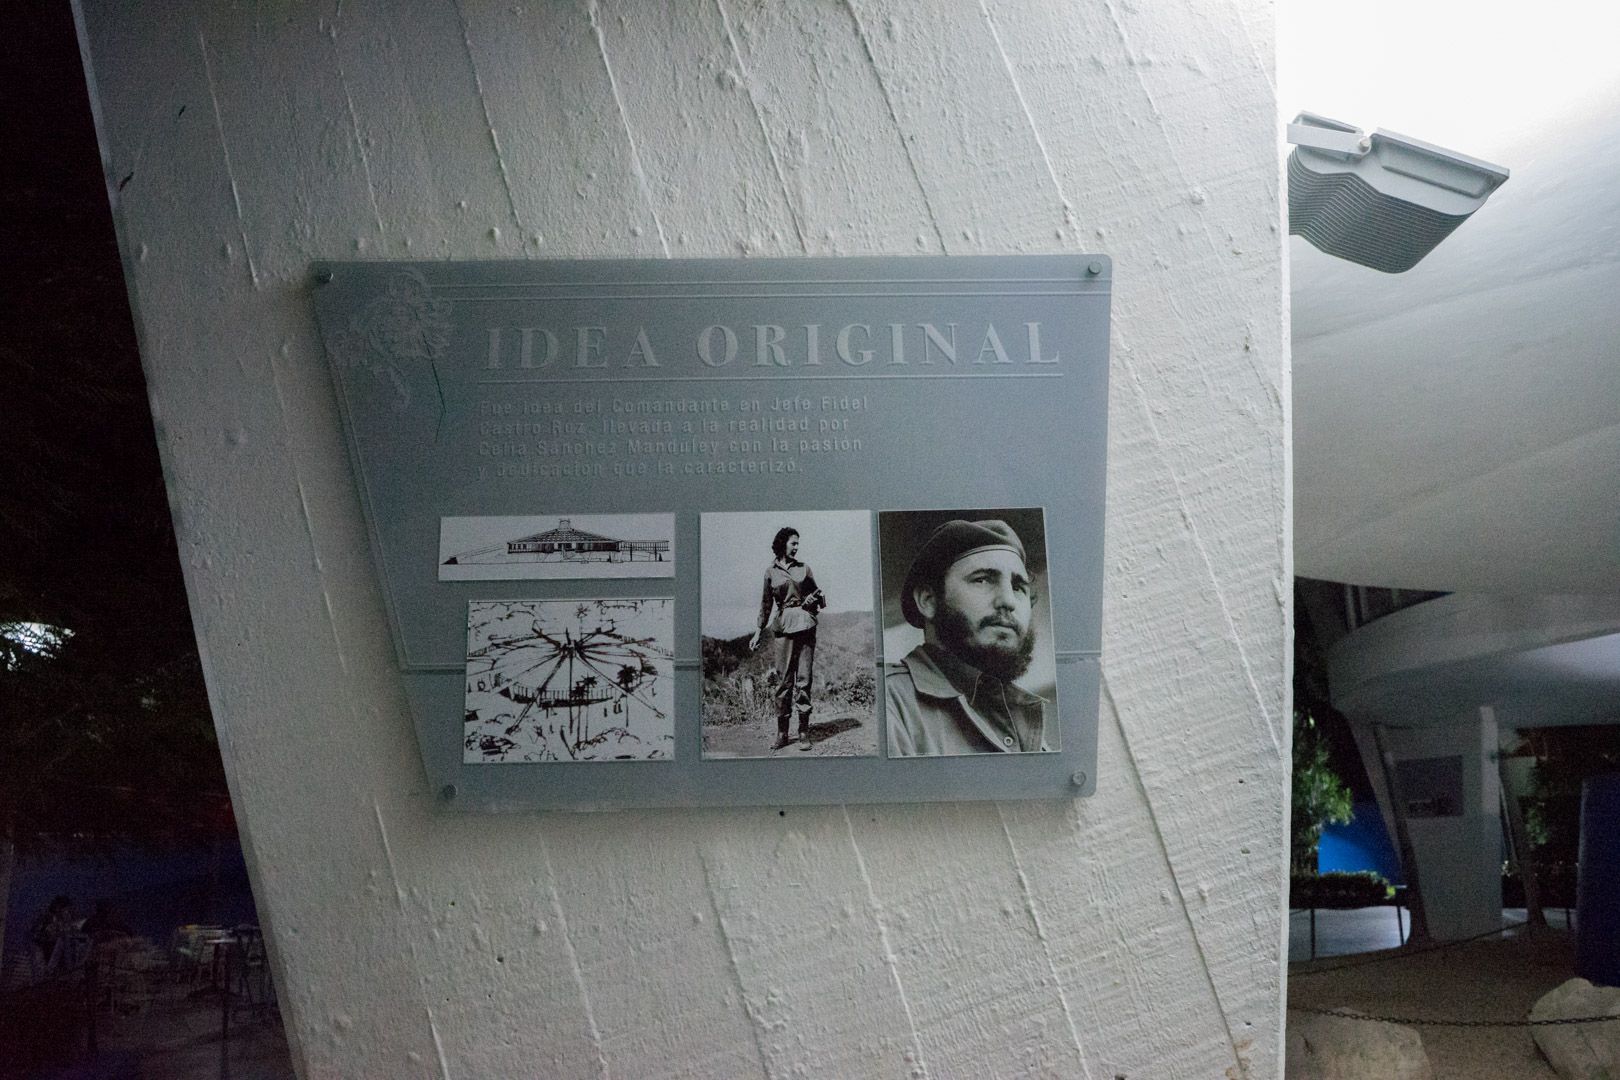 IDEA ORIGINAL
Fue idea del Comandante en Jefe Fidel
Castro Ruz, llevada a la realidad por
Celia Sánchez Manduley con la pasión
y dedicación que la caracterizó.